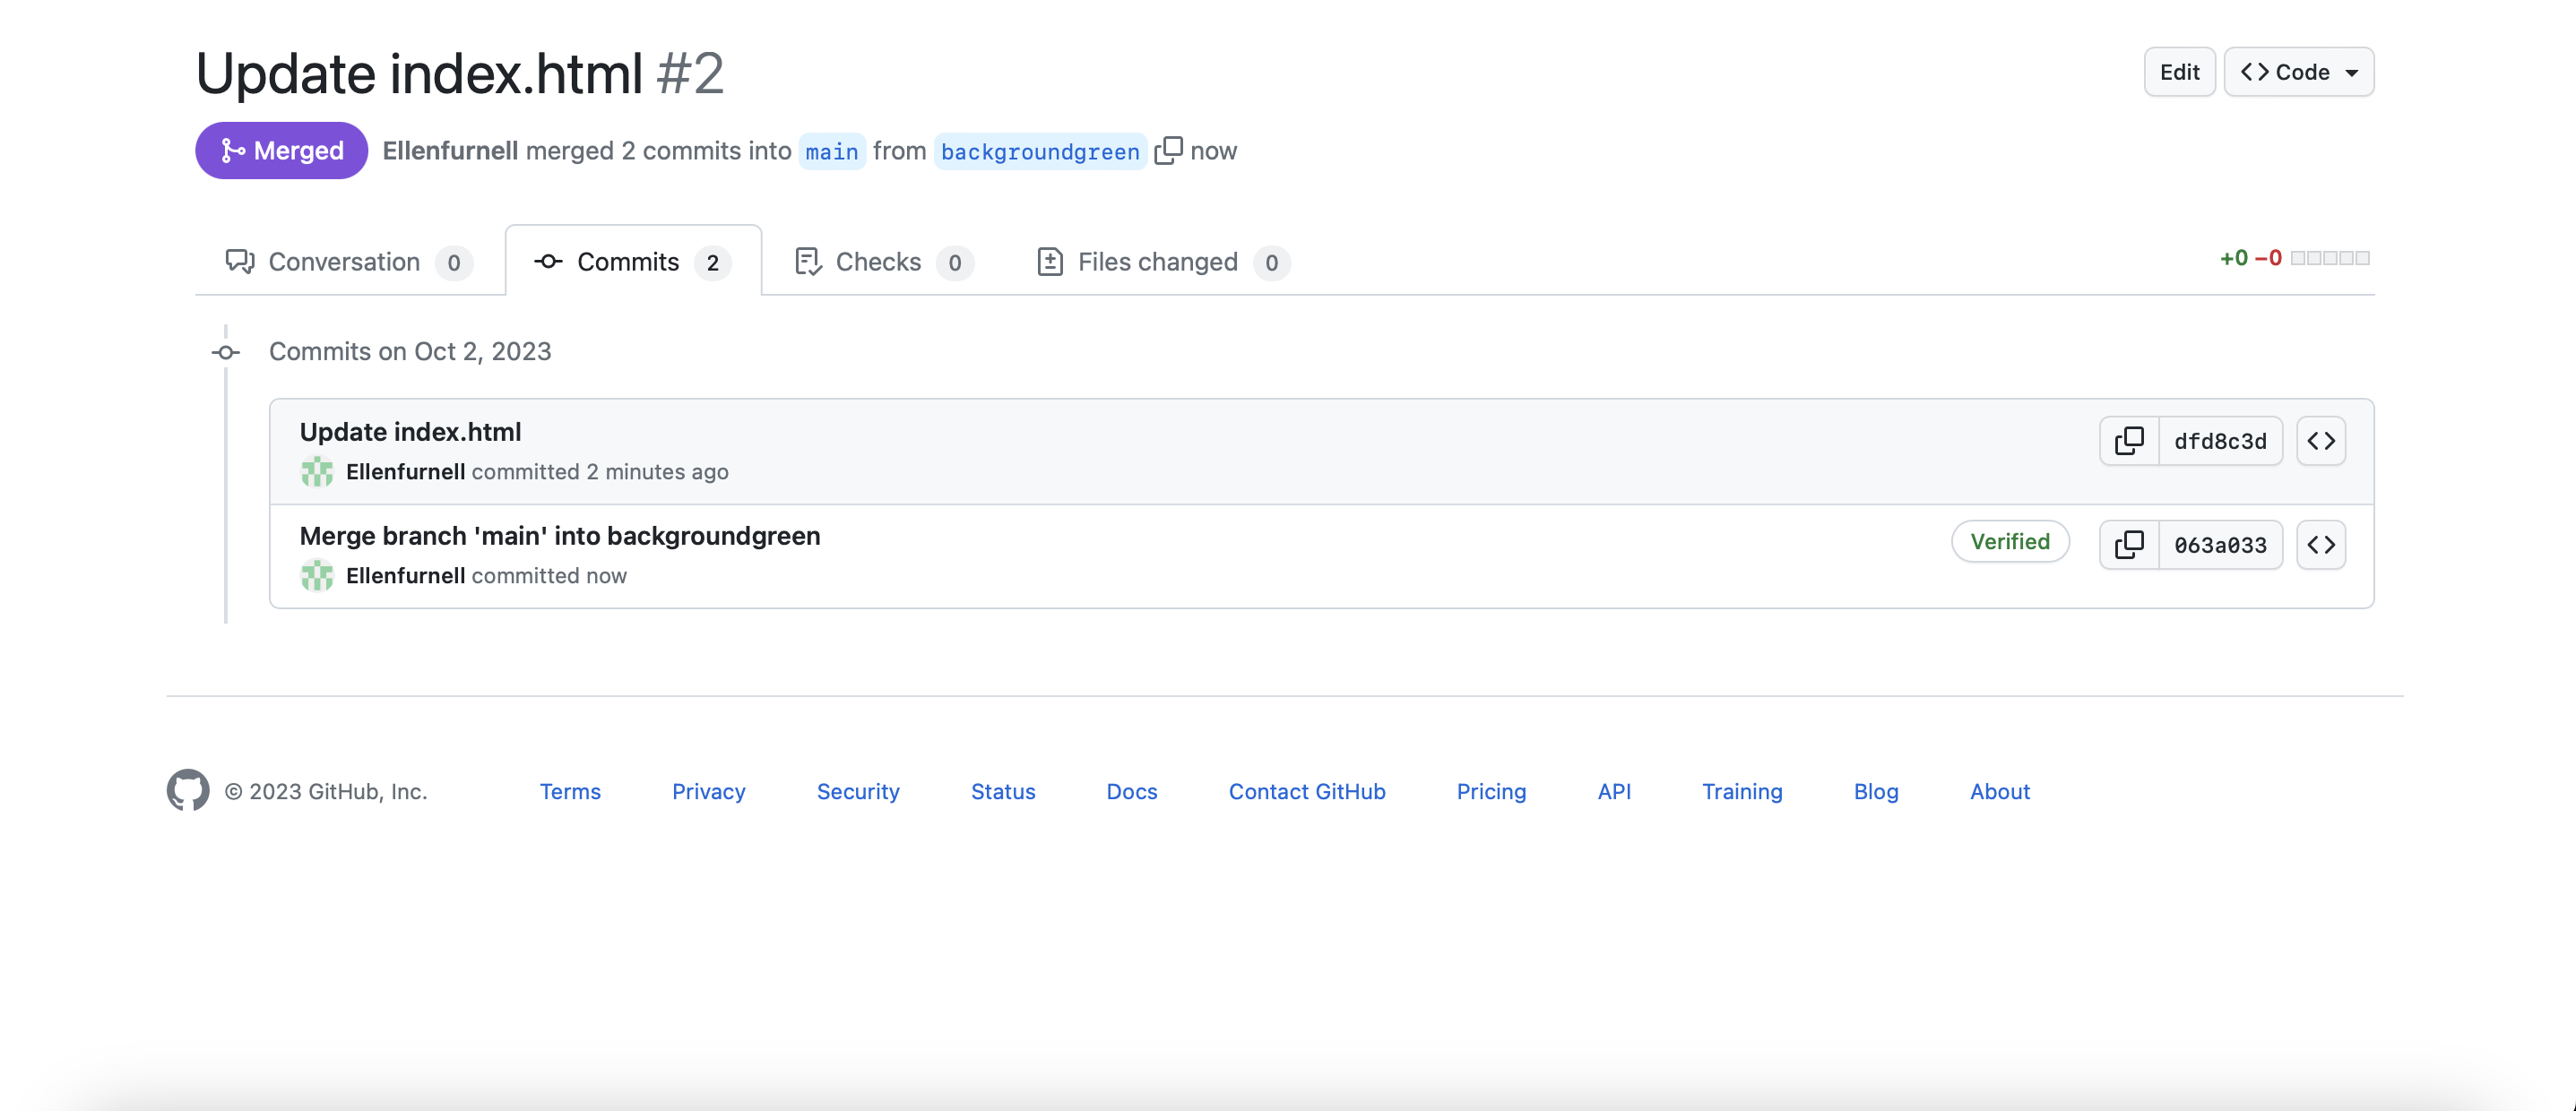 Update index.html #2
Edit
Code
Merged
Ellenfurnell merged 2 commits into main from backgroundgreen now
Conversation 0
Commits 2
Checks 0
Files changed 0
+0 −0
Commits on Oct 2, 2023
Update index.html
dfd8c3d
Ellenfurnell committed 2 minutes ago
Merge branch 'main' into backgroundgreen
Verified
063a033
Ellenfurnell committed now
© 2023 GitHub, Inc.
Terms
Privacy
Security
Status
Docs
Contact GitHub
Pricing
API
Training
Blog
About